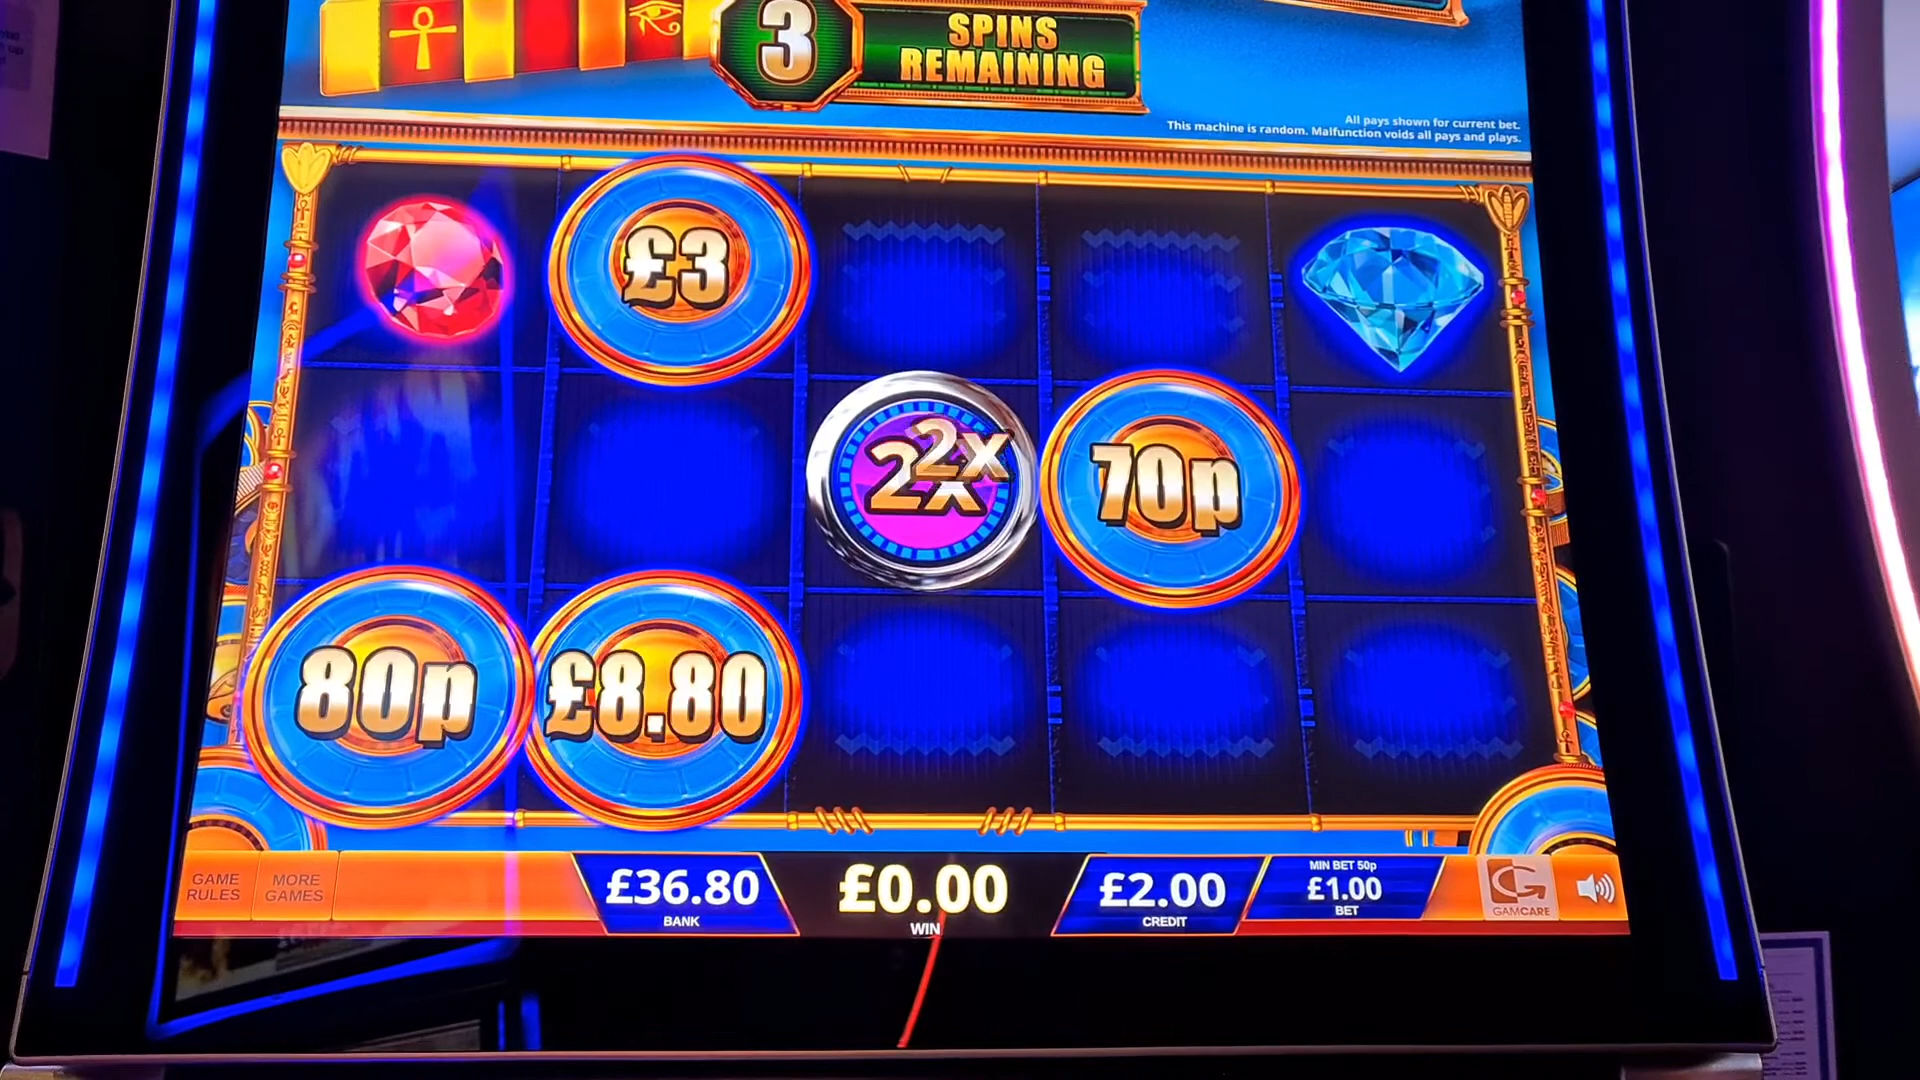 3
SPINS
REMAINING
All pays shown for current bet.
This machine is random. Malfunction voids all pays and plays.
£3
2x
2x
70p
80p
£8.80
GAME
RULES
MORE
GAMES
£36.80
BANK
£0.00
WIN
£2.00
CREDIT
MIN BET 50p
£1.00
BET
GAMCARE